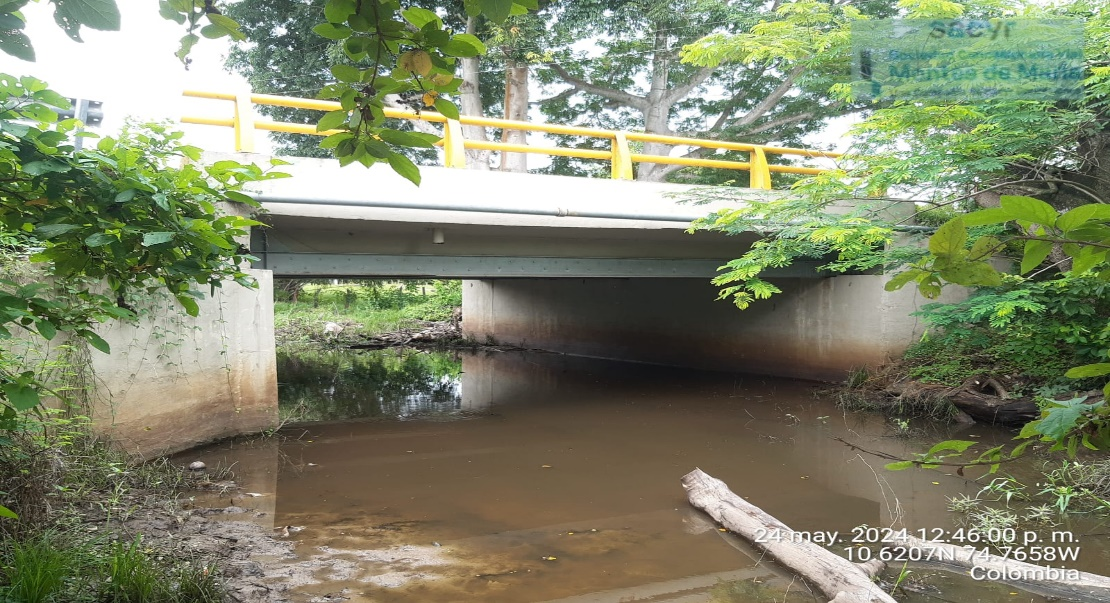 sacyr
Montes de María
24 may. 2024 12:46:00 p. m.
10.6207N 74.7658W
Colombia